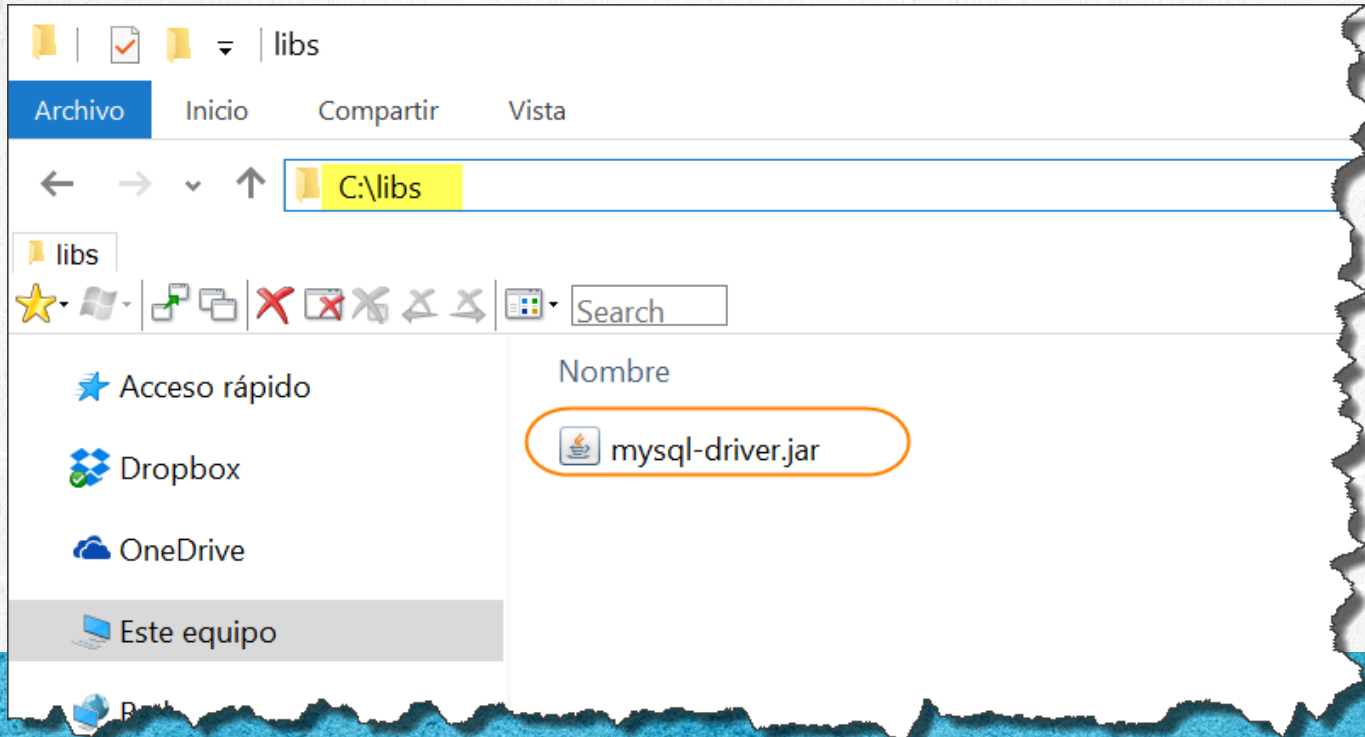 libs
Archivo Inicio Compartir Vista
C:\libs
libs
Search
Nombre
Acceso rápido
mysql-driver.jar
Dropbox
OneDrive
Este equipo